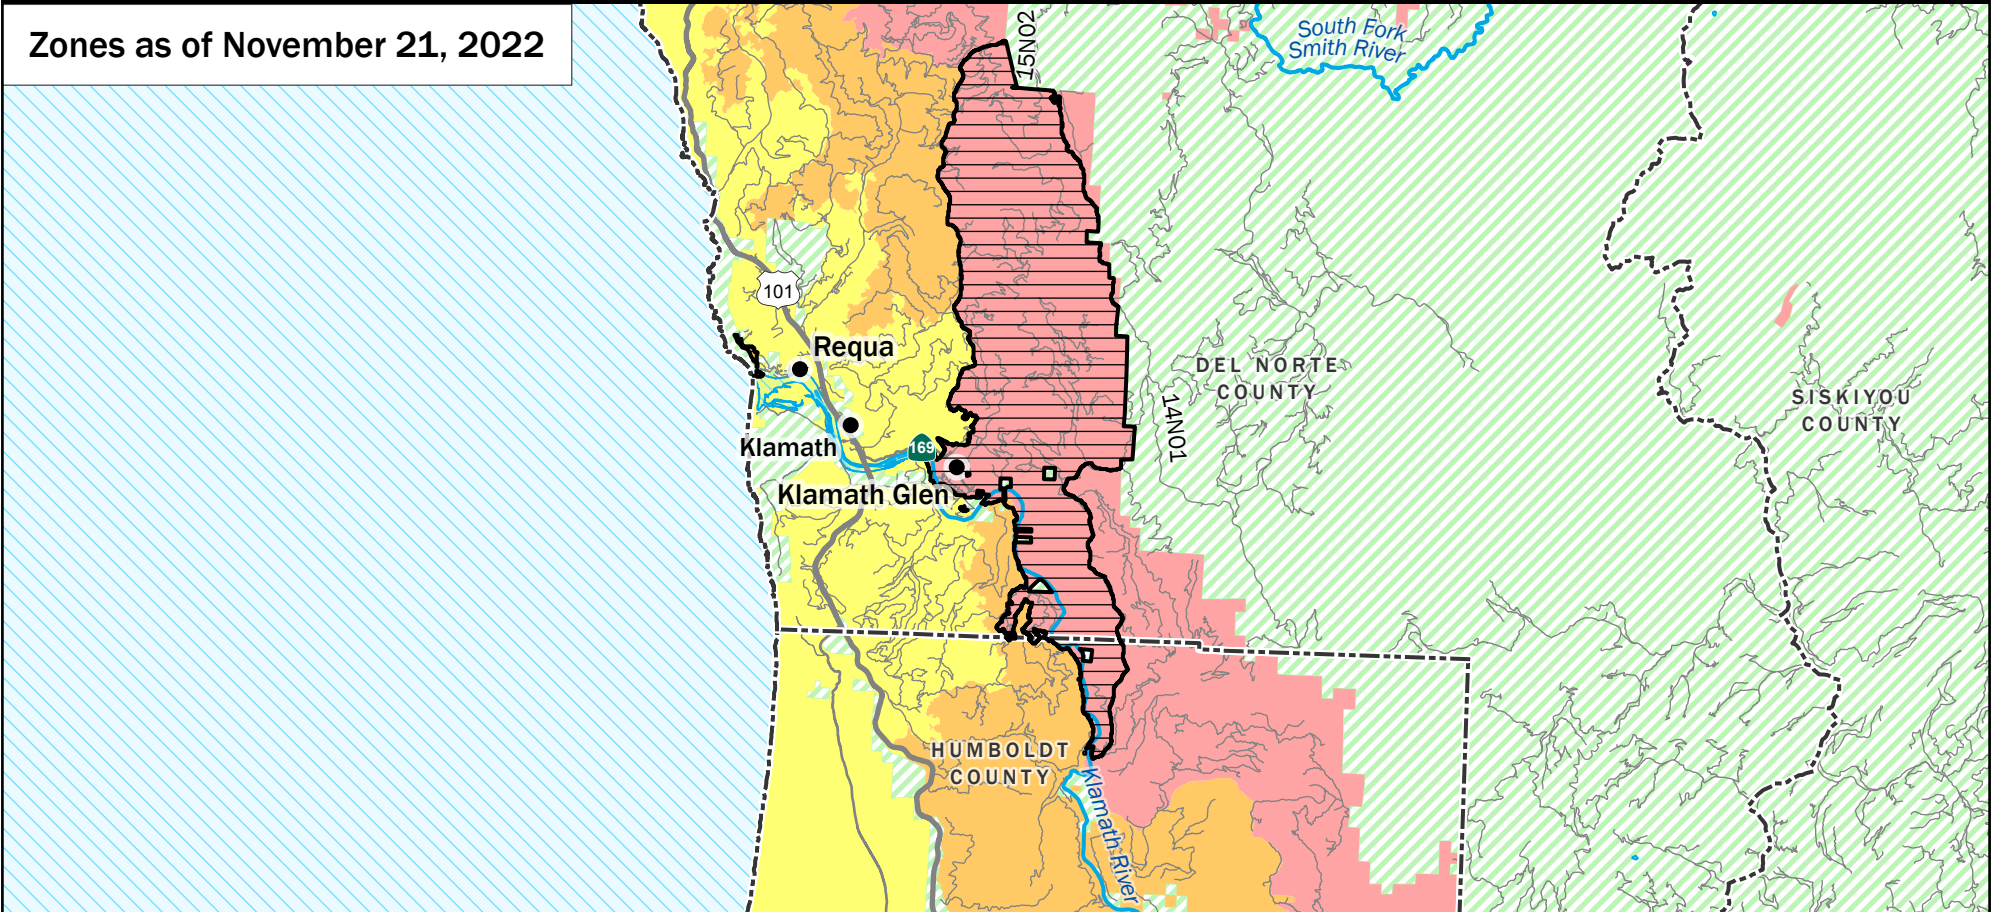 Zones as of November 21, 2022
15N02
South Fork
Smith River
101
Requa
DEL NORTE
COUNTY
SISKIYOU
COUNTY
14N01
Klamath
169
Klamath Glen
HUMBOLDT
COUNTY
Klamath River